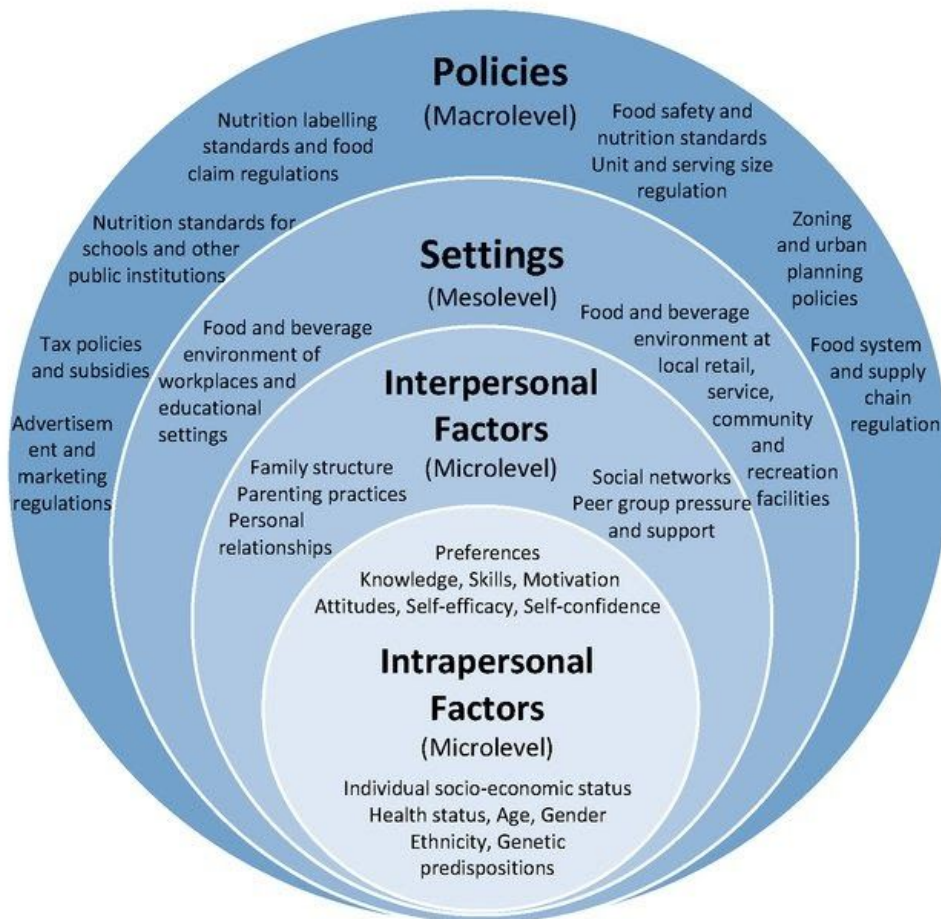 Policies
(Macrolevel)
Nutrition labelling
standards and food
claim regulations
Food safety and
nutrition standards
Unit and serving size
regulation
Nutrition standards for
schools and other
public institutions
Zoning
and urban
planning
policies
Tax policies
and subsidies
Food system
and supply
chain
regulation
Advertisem
ent and
marketing
regulations
Settings
(Mesolevel)
Food and beverage
environment of
workplaces and
educational
settings
Food and beverage
environment at
local retail,
service,
community
and
recreation
facilities
Interpersonal
Factors
(Microlevel)
Family structure
Parenting practices
Personal
relationships
Social networks
Peer group pressure
and support
Preferences
Knowledge, Skills, Motivation
Attitudes, Self-efficacy, Self-confidence
Intrapersonal
Factors
(Microlevel)
Individual socio-economic status
Health status, Age, Gender
Ethnicity, Genetic
predispositions